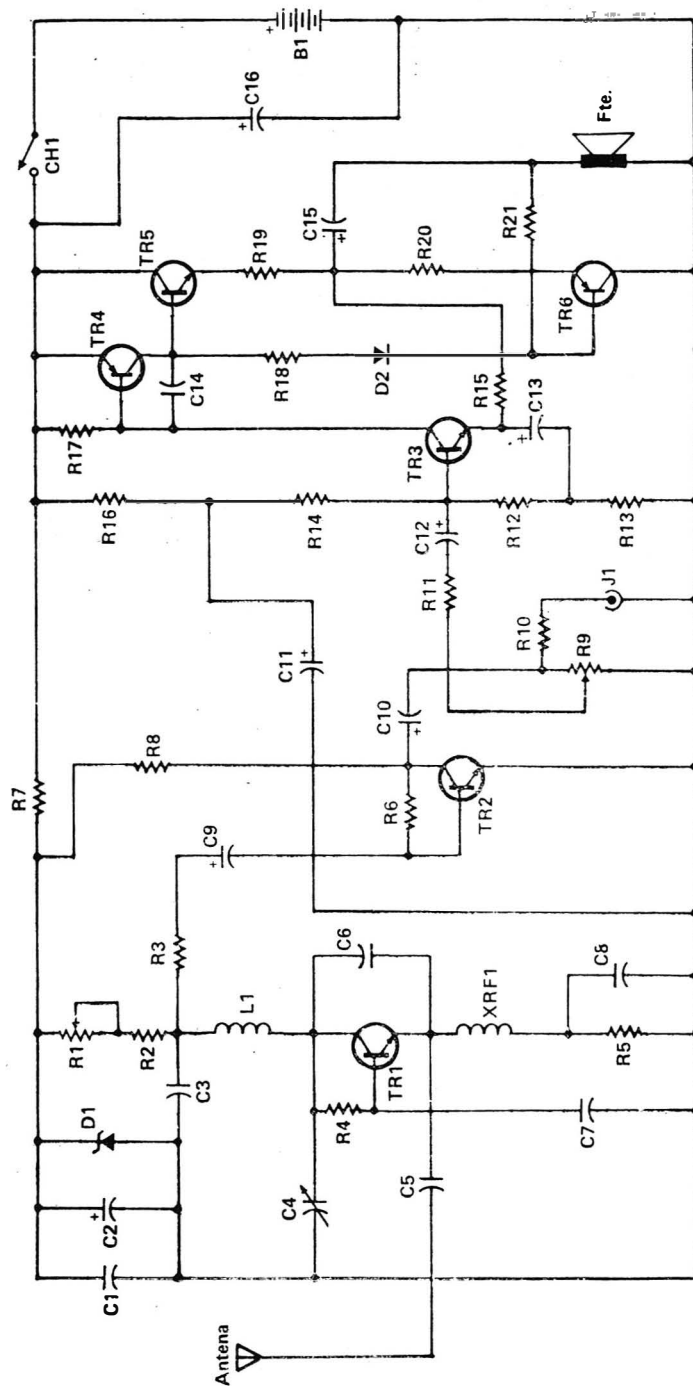 Antena
C1
C2
D1
R1
R2
C3
R3
L1
C4
R4
C6
TR1
C5
XRF1
C7
R5
C8
R7
R8
C9
R6
C10
TR2
C11
R16
R14
R11
C12
R10
R9
J1
R12
R13
R17
TR3
R15
C13
TR4
C14
R18
D2
TR5
R19
C15
R20
R21
TR6
CH1
C16
B1
Fte.